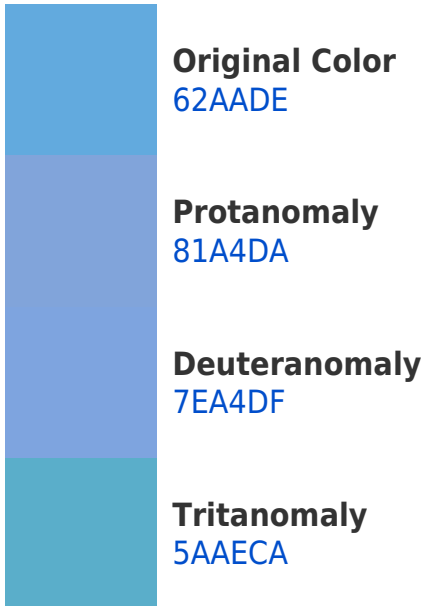 Original Color
62AADE
Protanomaly
81A4DA
Deuteranomaly
7EA4DF
Tritanomaly
5AAECA